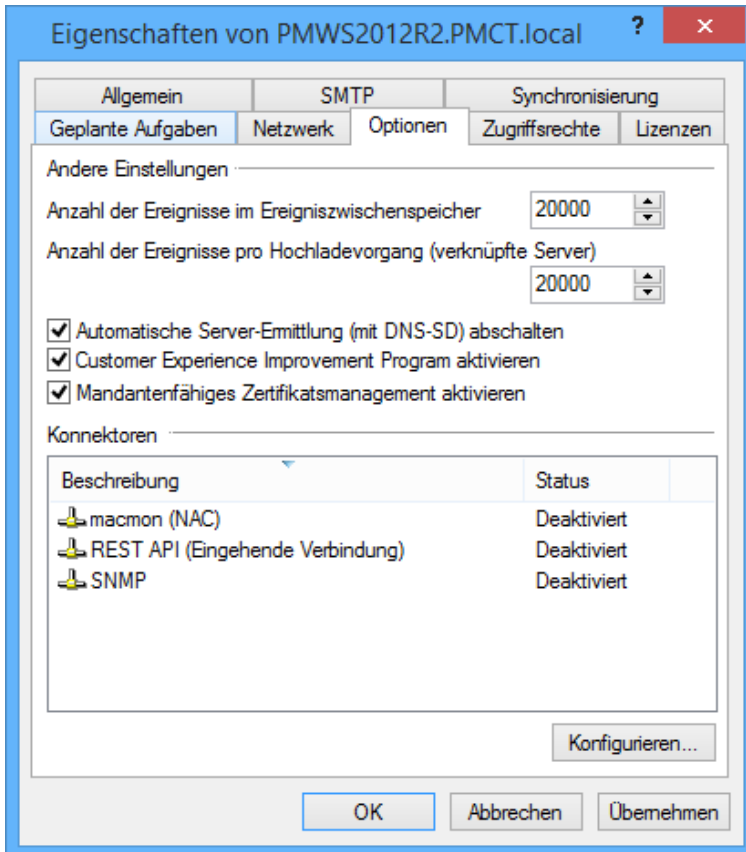 Eigenschaften von PMWS2012R2.PMCT.local ? ×
Allgemein SMTP Synchronisierung
Geplante Aufgaben Netzwerk Optionen Zugriffsrechte Lizenzen
Andere Einstellungen
Anzahl der Ereignisse im Ereigniszwischenspeicher 20000
Anzahl der Ereignisse pro Hochladevorgang (verknüpfte Server)
20000
Automatische Server-Ermittlung (mit DNS-SD) abschalten
Customer Experience Improvement Program aktivieren
Mandantenfähiges Zertifikatsmanagement aktivieren
Konnektoren
Beschreibung Status
macmon (NAC) Deaktiviert
REST API (Eingehende Verbindung) Deaktiviert
SNMP Deaktiviert
Konfigurieren...
OK Abbrechen Übernehmen